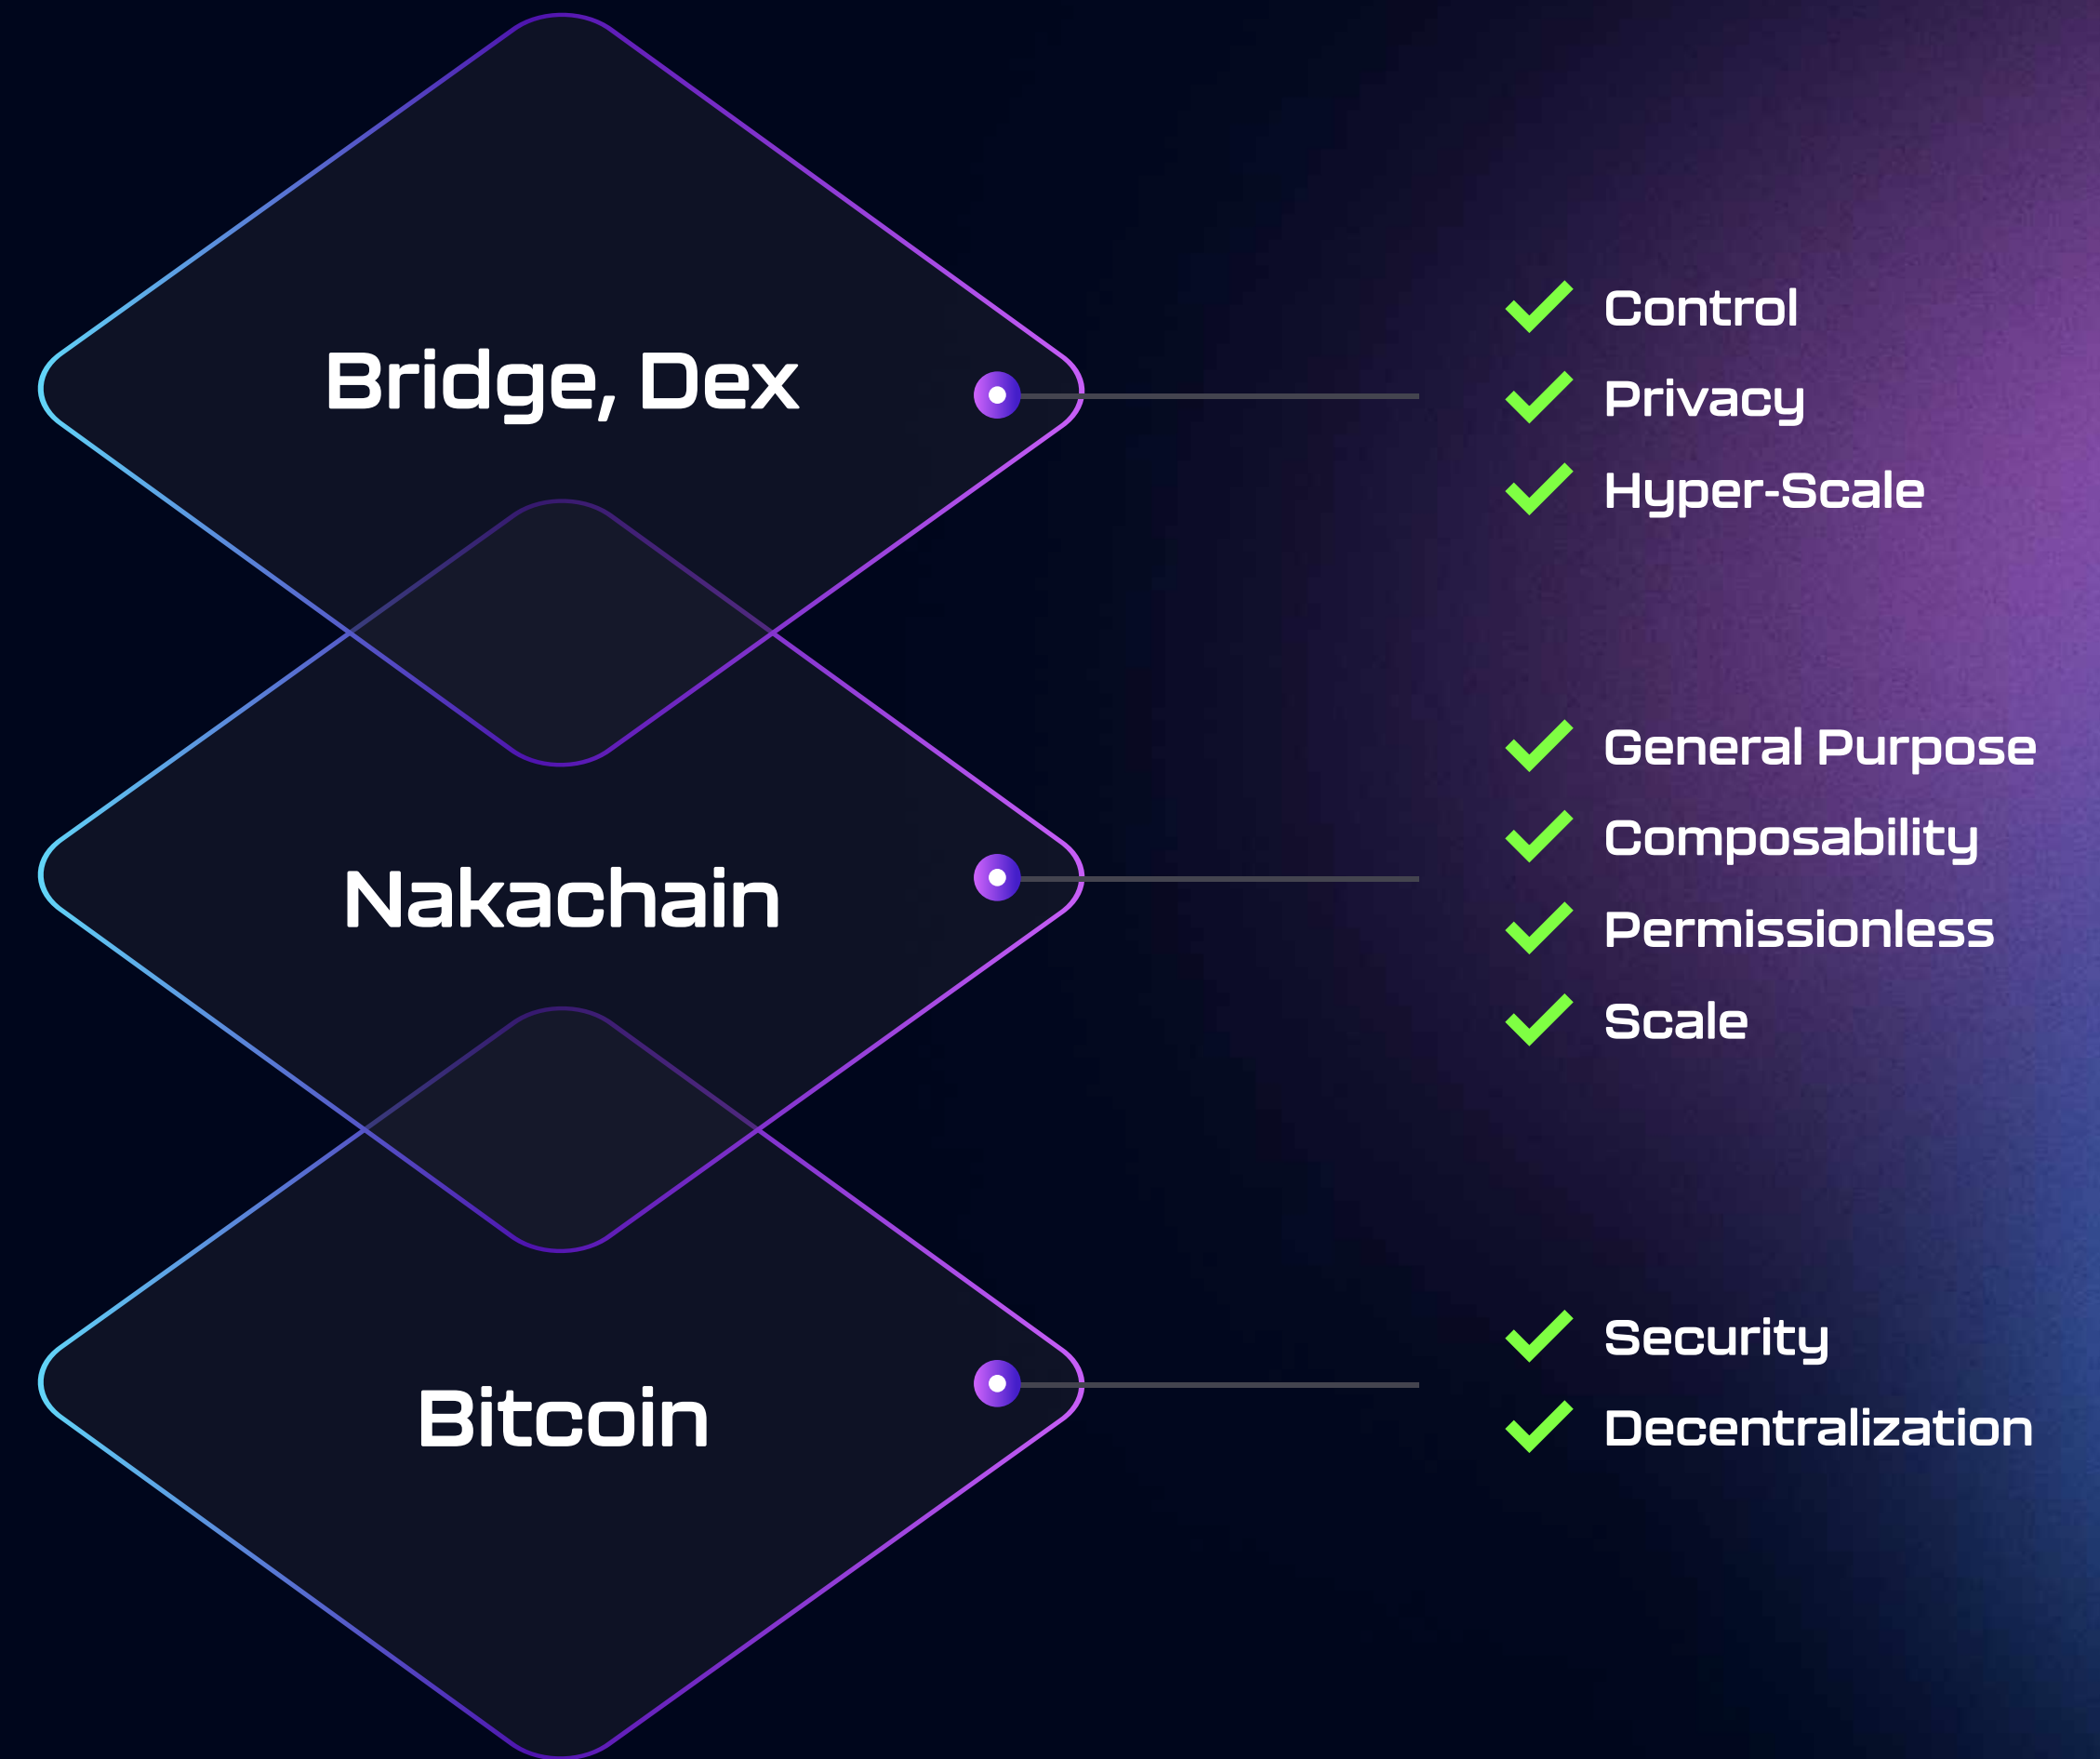 Bridge, Dex
Control
Privacy
Hyper-Scale
Nakachain
General Purpose
Composability
Permissionless
Scale
Bitcoin
Security
Decentralization